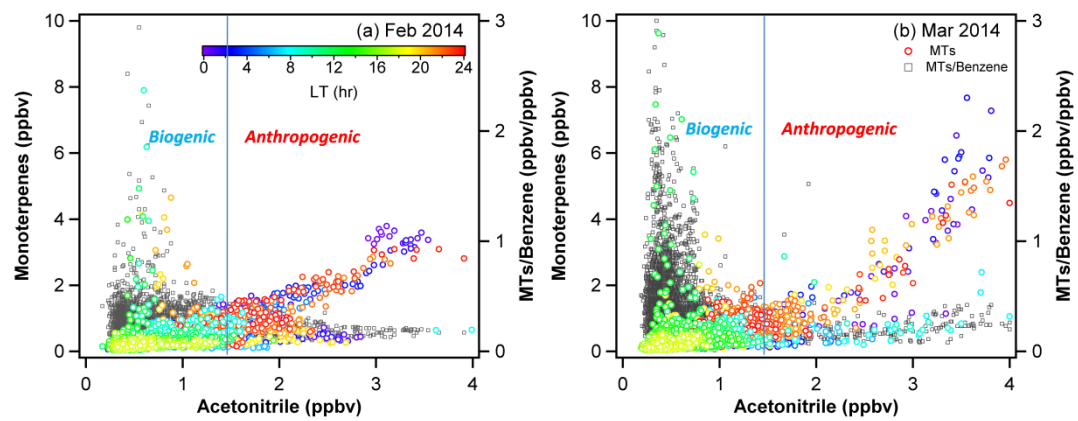 (a) Feb 2014
0 4 8 12 16 20 24
LT (hr)
Biogenic Anthropogenic
10
8
6
4
2
0
Monoterpenes (ppbv)
3
2
1
0
MTs/Benzene (ppbv/ppbv)
0 1 2 3 4
Acetonitrile (ppbv)
(b) Mar 2014
MTs
MTs/Benzene
Biogenic Anthropogenic
10
8
6
4
2
0
Monoterpenes (ppbv)
3
2
1
0
MTs/Benzene (ppbv/ppbv)
0 1 2 3 4
Acetonitrile (ppbv)